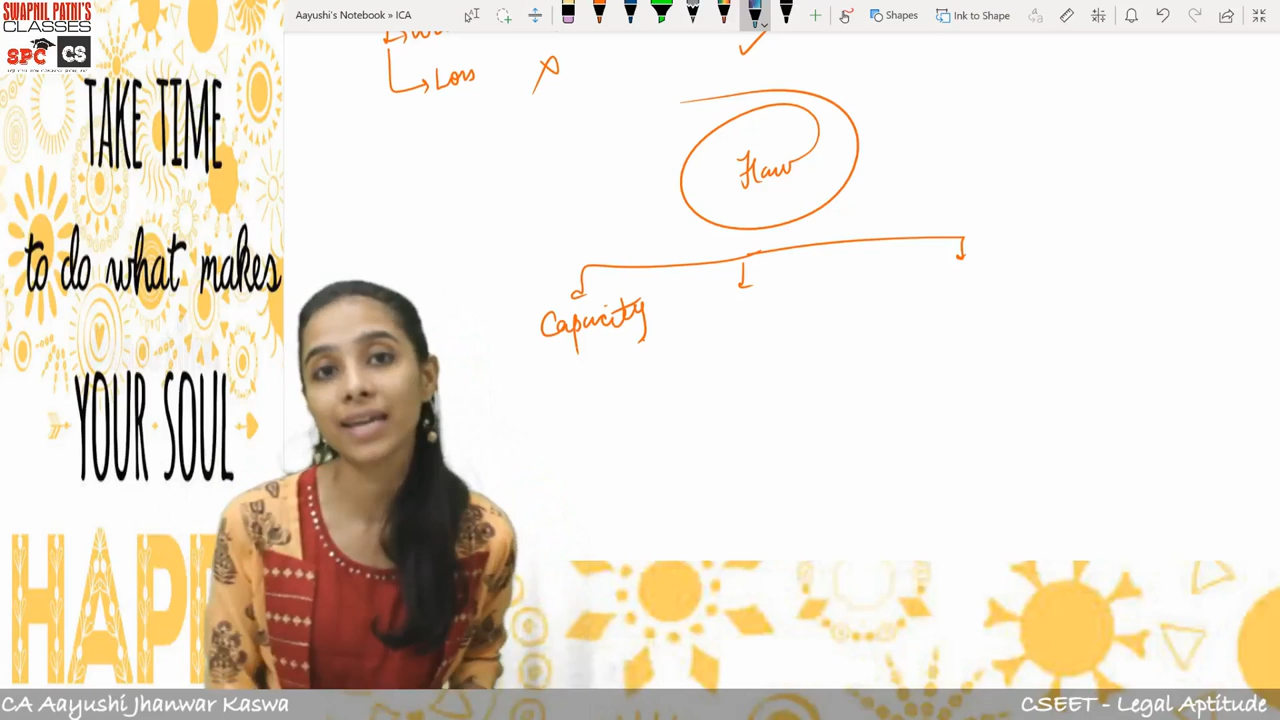 SWAPNIL PATNI'S
CLASSES
SPC CS
Aayushi's Notebook » ICA
Shapes
Ink to Shape
Loss
TAKE TIME
to do what makes
YOUR SOUL
HAPP
Flaw
Capacity
CA Aayushi Jhanwar Kaswa
CSEET - Legal Aptitude